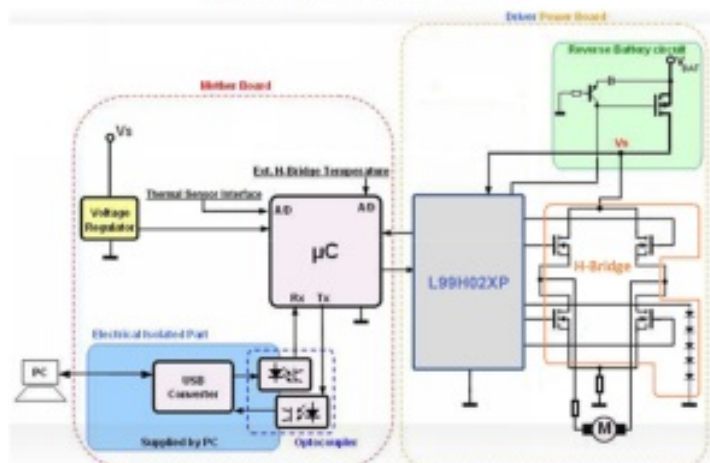 Driver Power Board
Reverse Battery circuit
V BAT
Mother Board
Vs
Vs
Ext. H-Bridge Temperature
Thermal Sensor Interface
A/D
A/D
Voltage
Regulator
µC
L99H02XP
H-Bridge
Rx Tx
Electrical Isolated Part
PC
USB
Converter
Supplied by PC
Optocoupler
M